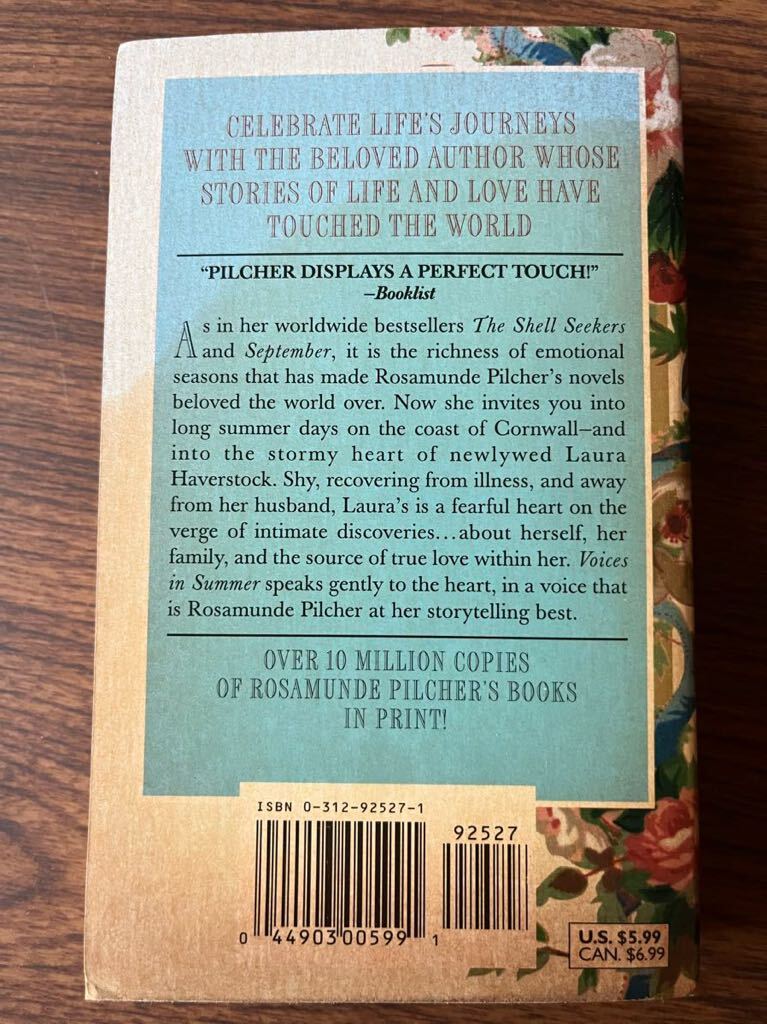 CELEBRATE LIFE'S JOURNEYS
WITH THE BELOVED AUTHOR WHOSE
STORIES OF LIFE AND LOVE HAVE
TOUCHED THE WORLD
“PILCHER DISPLAYS A PERFECT TOUCH!”
–Booklist
As in her worldwide bestsellers The Shell Seekers
and September, it is the richness of emotional
seasons that has made Rosamunde Pilcher's novels
beloved the world over. Now she invites you into
long summer days on the coast of Cornwall–and
into the stormy heart of newlywed Laura
Haverstock. Shy, recovering from illness, and away
from her husband, Laura's is a fearful heart on the
verge of intimate discoveries...about herself, her
family, and the source of true love within her. Voices
in Summer speaks gently to the heart, in a voice that
is Rosamunde Pilcher at her storytelling best.
OVER 10 MILLION COPIES
OF ROSAMUNDE PILCHER'S BOOKS
IN PRINT!
ISBN 0-312-92527-1
92527
0 44903 00599 1
U.S. $5.99
CAN. $6.99